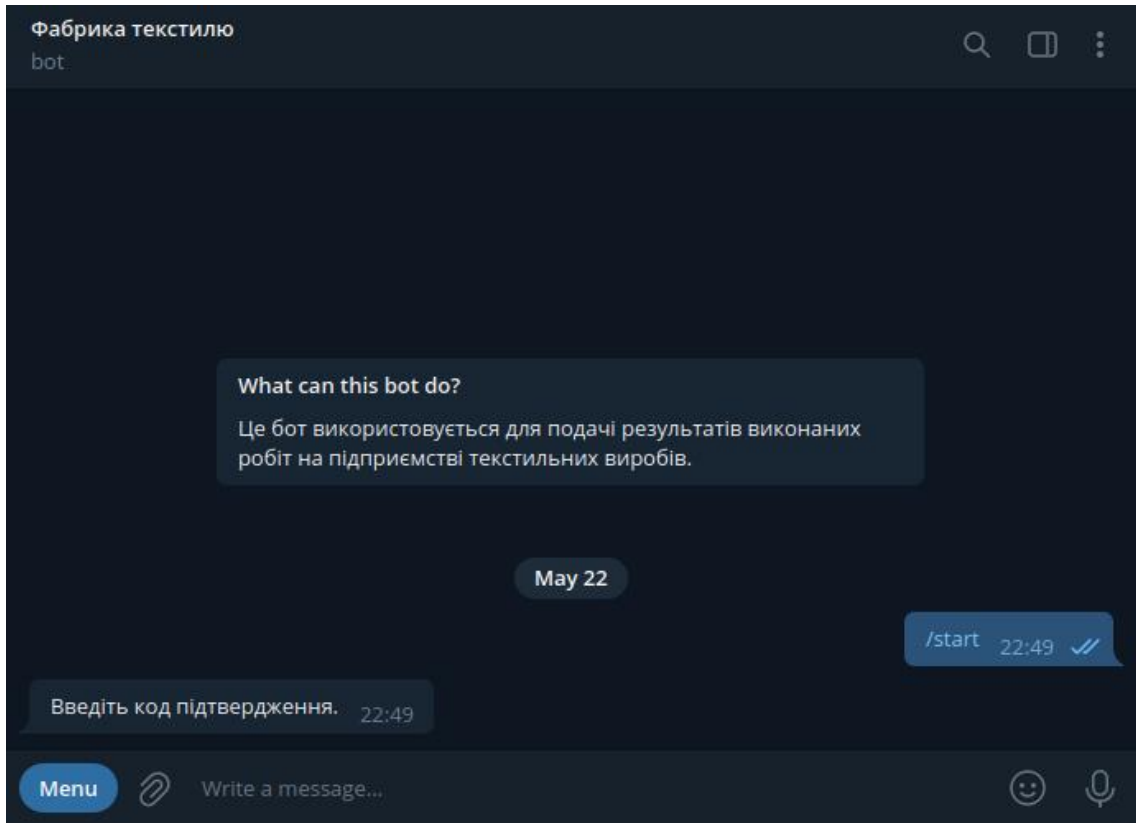 Фабрика текстилю
bot
What can this bot do?
Це бот використовується для подачі результатів виконаних
робіт на підприємстві текстильних виробів.
May 22
/start 22:49
Введіть код підтвердження. 22:49
Menu Write a message...